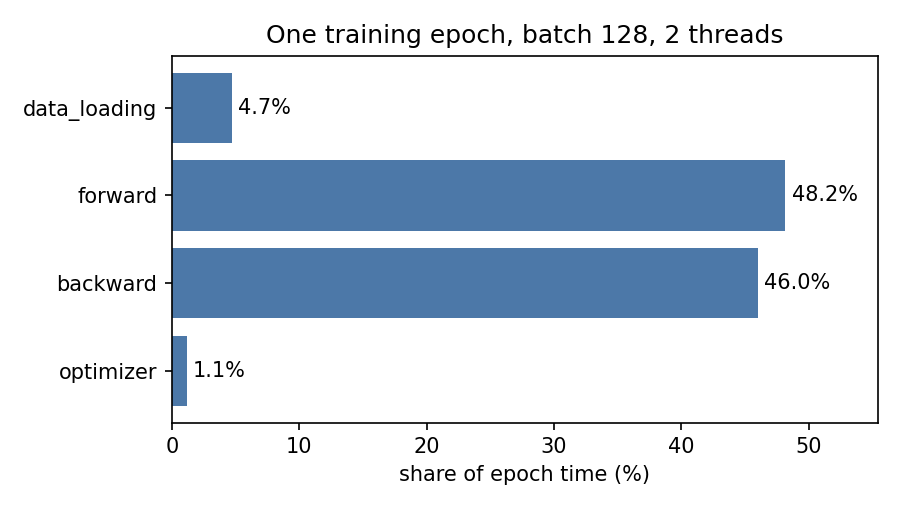 One training epoch, batch 128, 2 threads
data_loading 4.7%
forward 48.2%
backward 46.0%
optimizer 1.1%
0 10 20 30 40 50
share of epoch time (%)